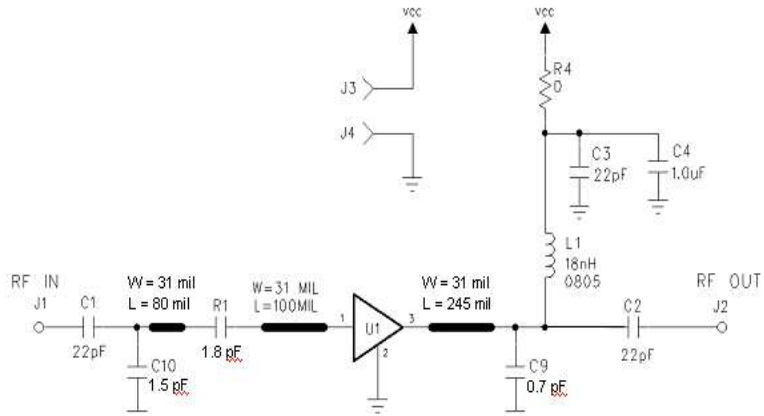 vcc
vcc
R4
0
J3
J4
C3
22pF
C4
1.0uF
L1
18nH
0805
RF IN
J1
C1
22pF
W = 31 mil
L = 80 mil
R1
1.8 pF
W=31 MIL
L=100MIL
1
U1
3
2
W = 31 mil
L = 245 mil
RF OUT
C2
22pF
J2
C10
1.5 pF
C9
0.7 pF